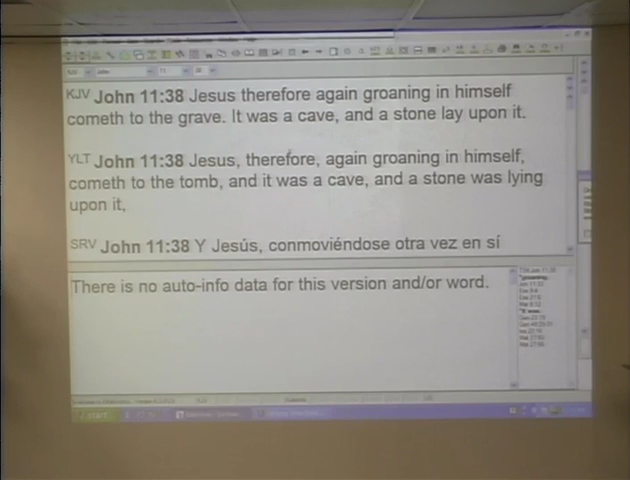 KJV John 11:38 Jesus therefore again groaning in himself
cometh to the grave. It was a cave, and a stone lay upon it.
YLT John 11:38 Jesus, therefore, again groaning in himself,
cometh to the tomb, and it was a cave, and a stone was lying
upon it,
SRV John 11:38 Y Jesús, conmoviéndose otra vez en sí
There is no auto-info data for this version and/or word.
start